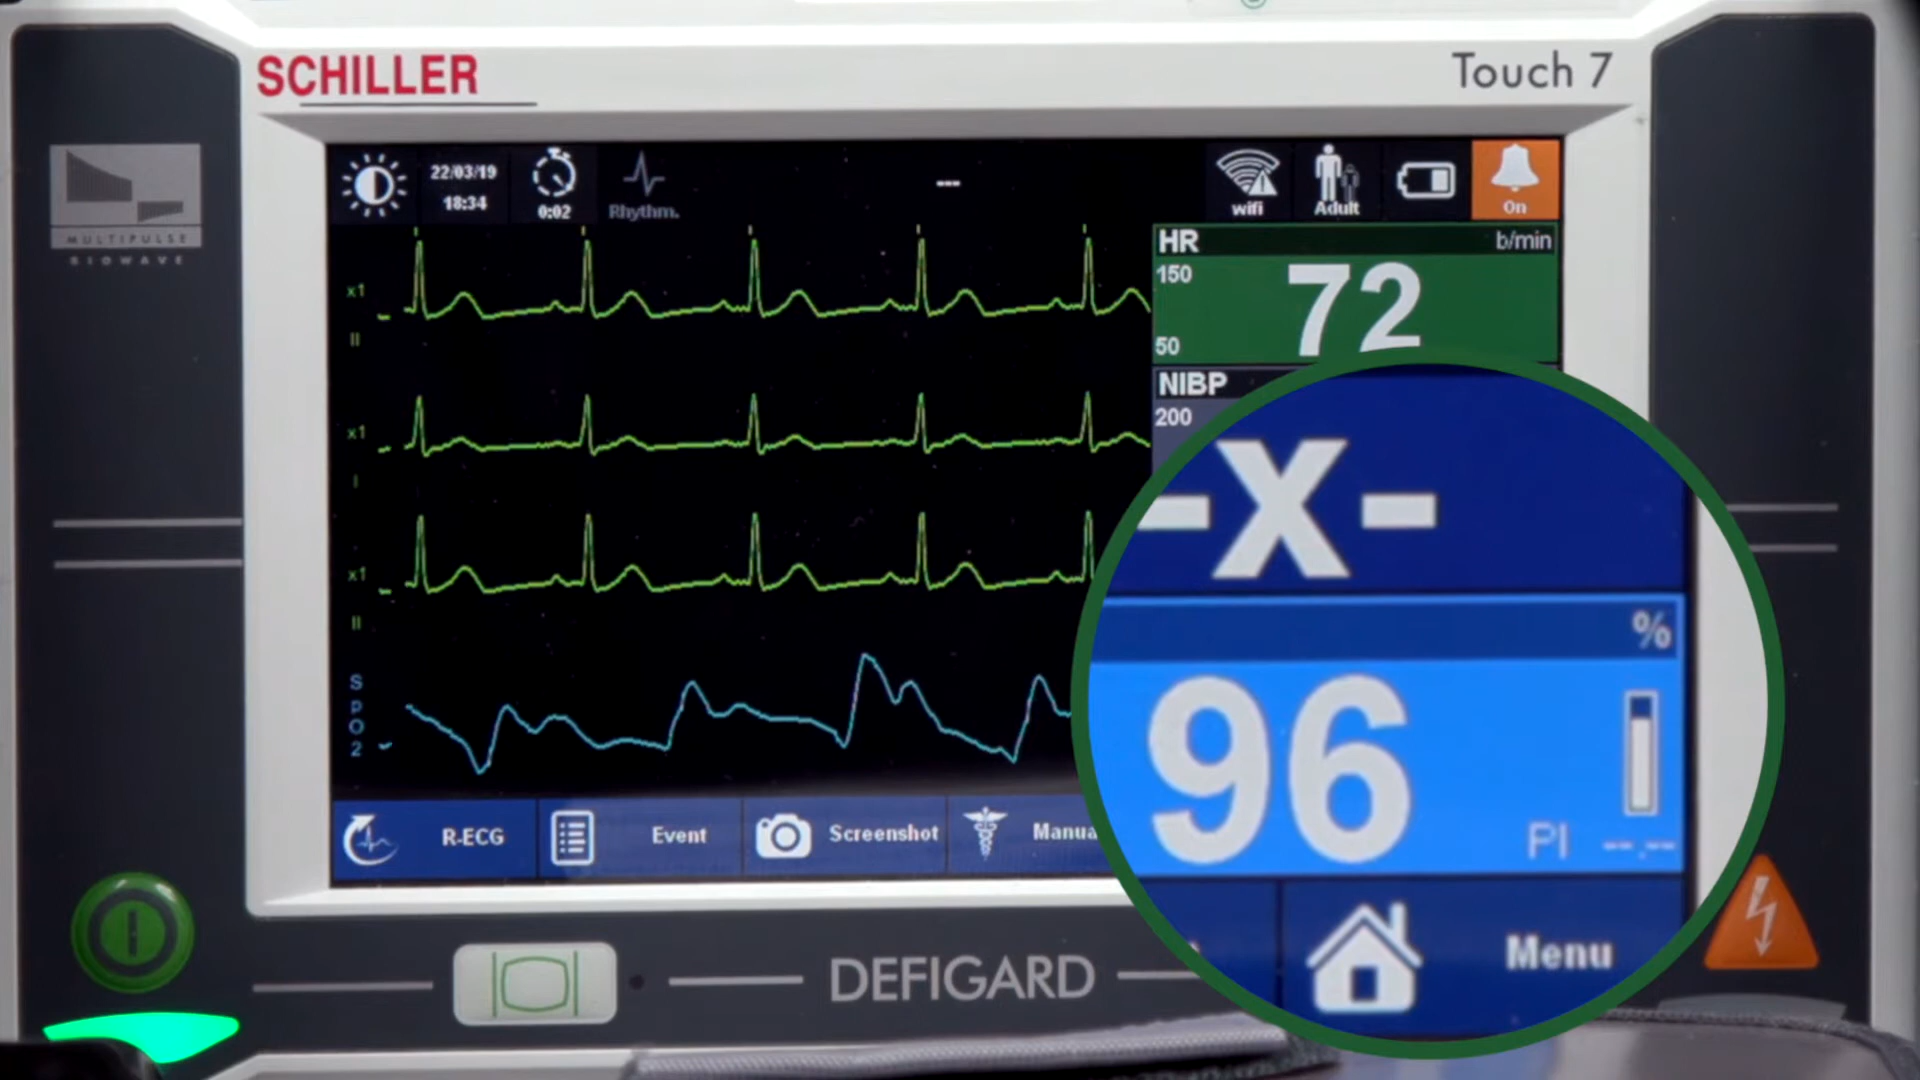 SCHILLER
Touch 7
MULTIPULSE
BIOWAVE
22/03/19
18:34
0:02
Rhythm.
---
wifi
Adult
On
HR
b/min
150
72
50
NIBP
200
x1
II
x1
I
x1
II
SpO2
-X-
%
96
PI --.--
R-ECG
Event
Screenshot
Menu
DEFIGARD